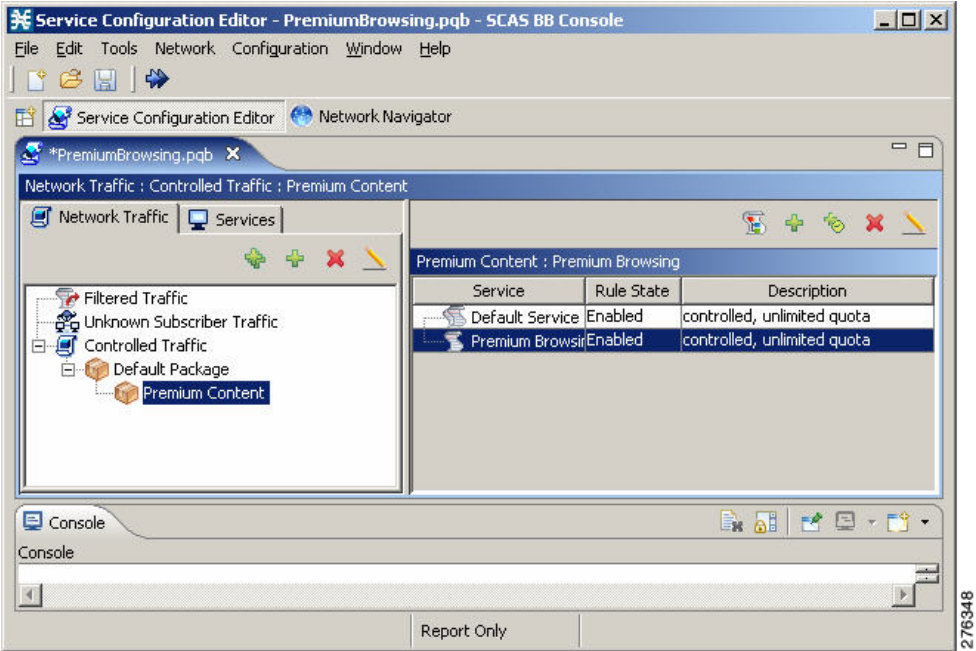 Service Configuration Editor - PremiumBrowsing.pqb - SCAS BB Console
File Edit Tools Network Configuration Window Help
Service Configuration Editor Network Navigator
*PremiumBrowsing.pqb
Network Traffic : Controlled Traffic : Premium Content
Network Traffic Services
Filtered Traffic
Unknown Subscriber Traffic
Controlled Traffic
Default Package
Premium Content
Premium Content : Premium Browsing
Service Rule State Description
Default Service Enabled controlled, unlimited quota
Premium Browsin Enabled controlled, unlimited quota
Console
Console
Report Only
276348